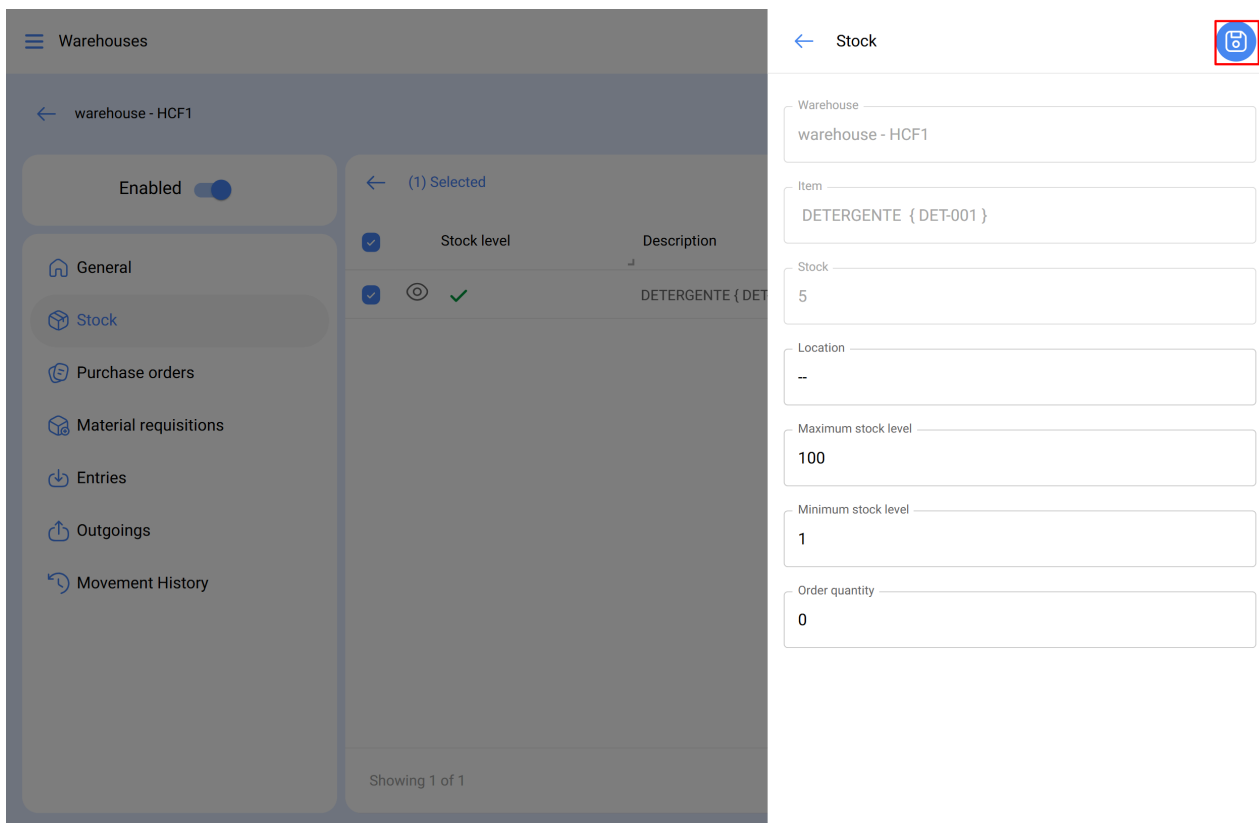 Warehouses
warehouse - HCF1
Enabled
General
Stock
Purchase orders
Material requisitions
Entries
Outgoings
Movement History
(1) Selected
Stock level Description
DETERGENTE { DET-
Showing 1 of 1
Stock
Warehouse
warehouse - HCF1
Item
DETERGENTE { DET-001 }
Stock
5
Location
--
Maximum stock level
100
Minimum stock level
1
Order quantity
0